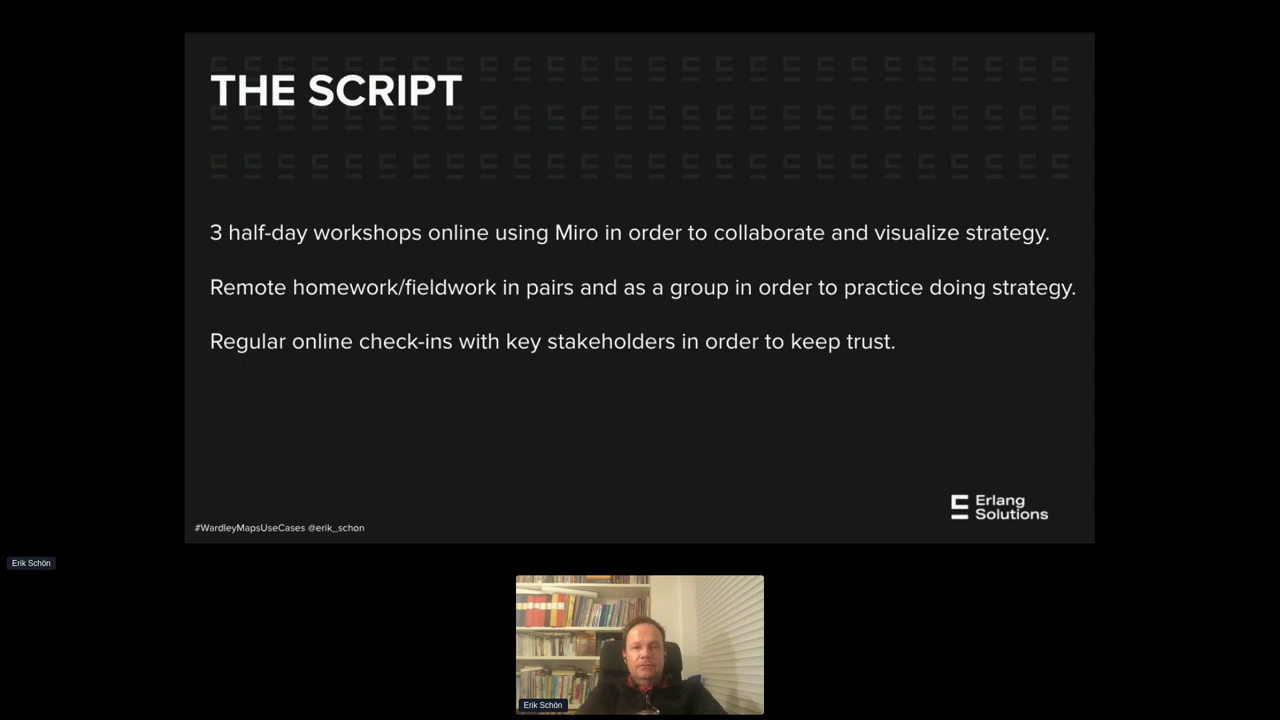 THE SCRIPT
3 half-day workshops online using Miro in order to collaborate and visualize strategy.
Remote homework/fieldwork in pairs and as a group in order to practice doing strategy.
Regular online check-ins with key stakeholders in order to keep trust.
Erlang
Solutions
#WardleyMapsUseCases @erik_schon
Erik Schön
Erik Schön